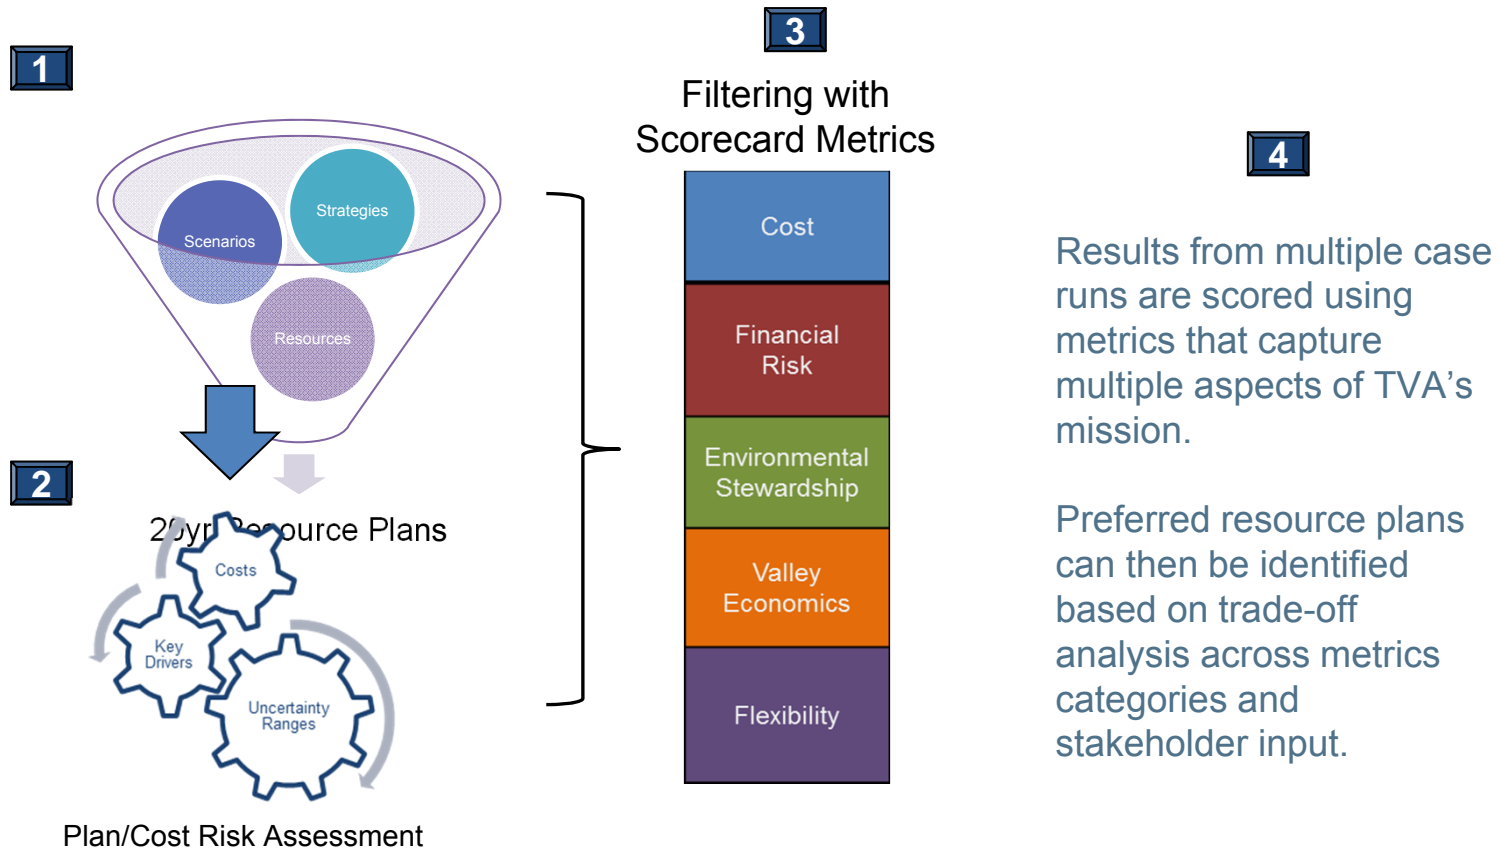 1
Strategies
Scenarios
Resources
2
20yr Resource Plans
Costs
Key
Drivers
Uncertainty
Ranges
Plan/Cost Risk Assessment
3
Filtering with
Scorecard Metrics
Cost
Financial
Risk
Environmental
Stewardship
Valley
Economics
Flexibility
4
Results from multiple case
runs are scored using
metrics that capture
multiple aspects of TVA’s
mission.
Preferred resource plans
can then be identified
based on trade-off
analysis across metrics
categories and
stakeholder input.